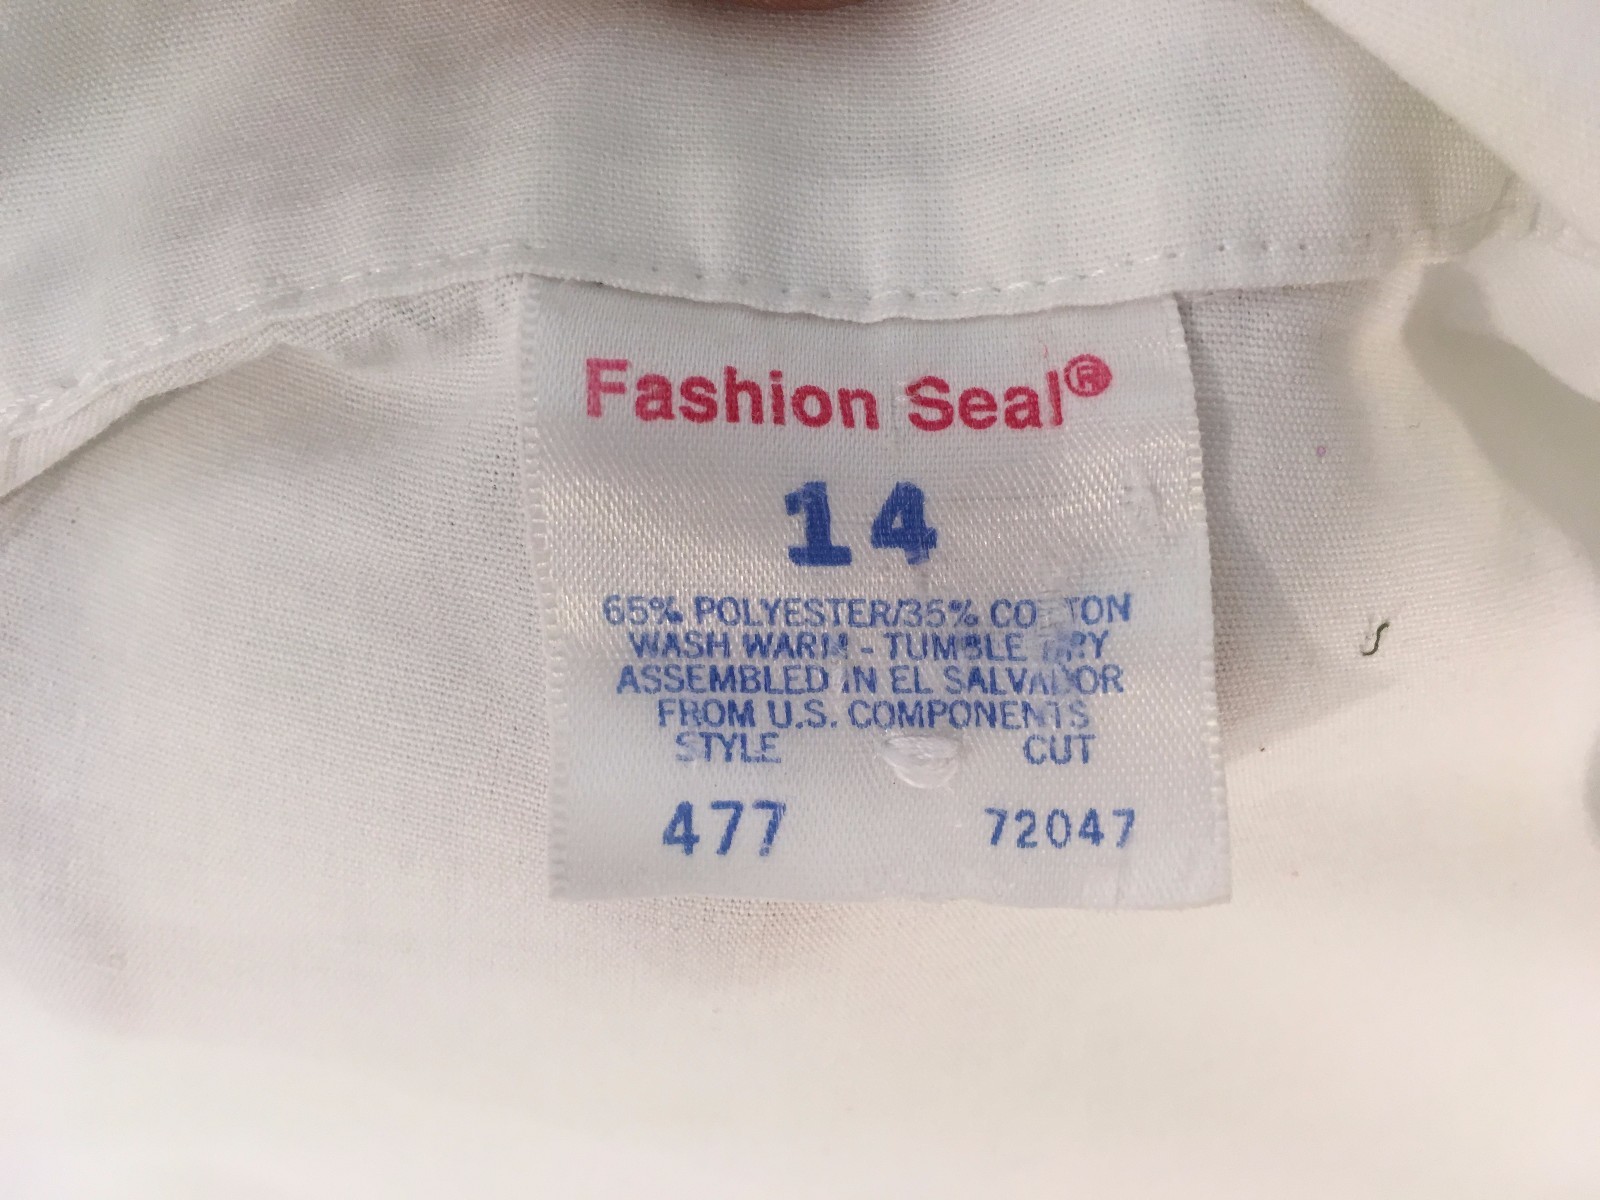 Fashion Seal®
14
65% POLYESTER/35% COTTON
WASH WARM - TUMBLE DRY
ASSEMBLED IN EL SALVADOR
FROM U.S. COMPONENTS
STYLE CUT
477 72047